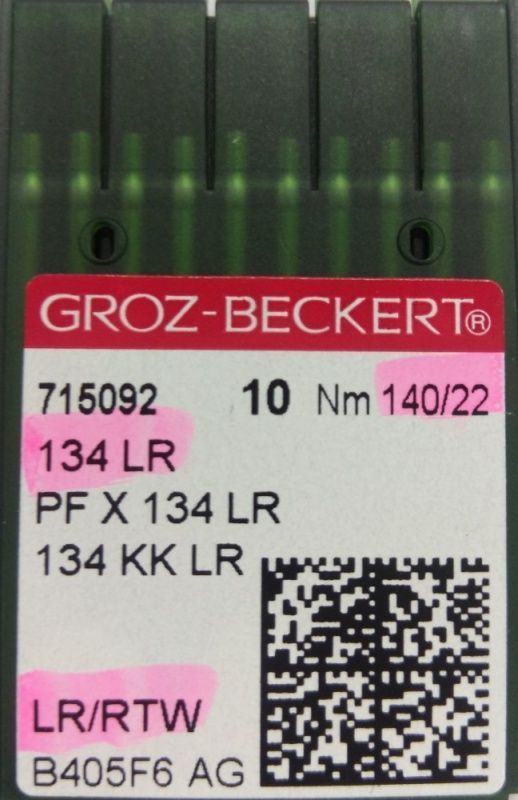 GROZ-BECKERT®
715092 10 Nm 140/22
134 LR
PF X 134 LR
134 KK LR
LR/RTW
B405F6 AG